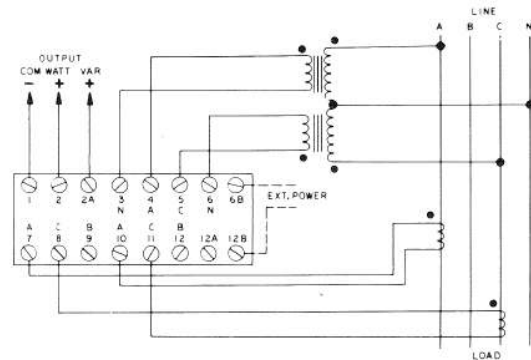 LINE
A B C N
OUTPUT
COM WATT VAR
- + +
1 2 2A 3 4 5 6 6B
N A C N
EXT. POWER
A C B A C B
7 8 9 10 11 12 12A 12B
LOAD